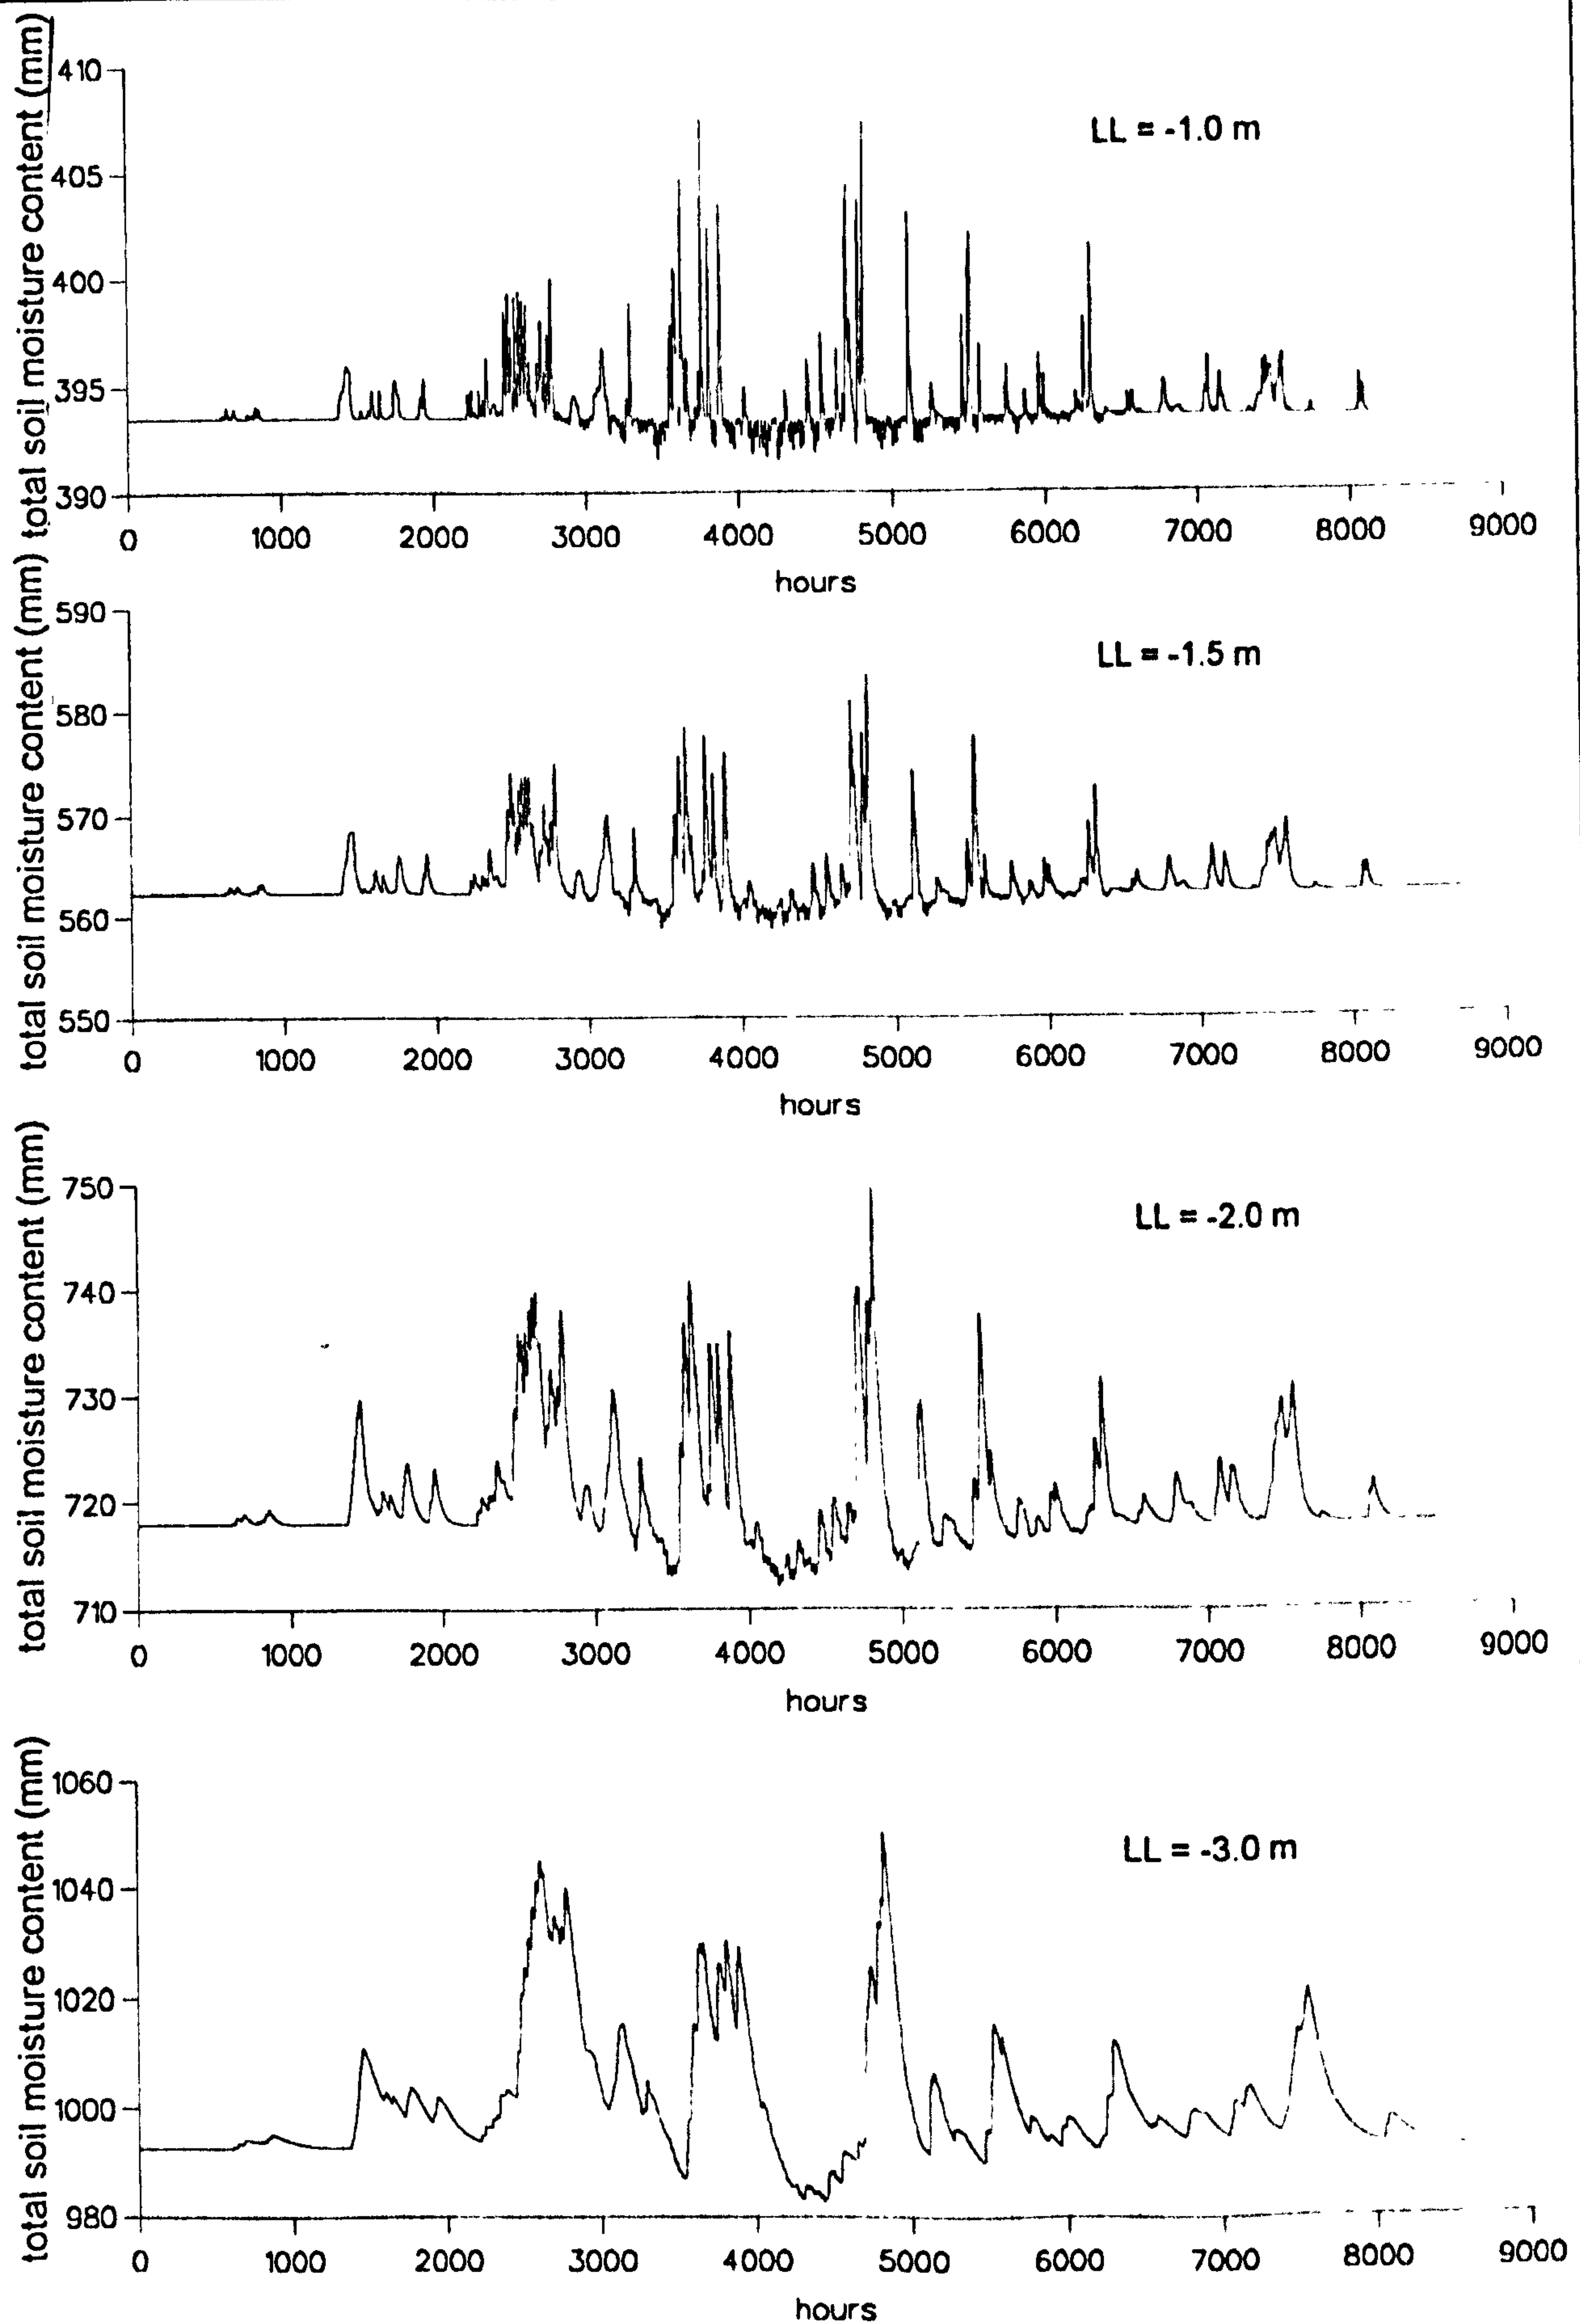 total soil moisture content (mm)
410
405
400
395
390
LL = -1.0 m
0 1000 2000 3000 4000 5000 6000 7000 8000 9000
hours
total soil moisture content (mm)
590
580
570
560
550
LL = -1.5 m
0 1000 2000 3000 4000 5000 6000 7000 8000 9000
hours
total soil moisture content (mm)
750
740
730
720
710
LL = -2.0 m
0 1000 2000 3000 4000 5000 6000 7000 8000 9000
hours
total soil moisture content (mm)
1060
1040
1020
1000
980
LL = -3.0 m
0 1000 2000 3000 4000 5000 6000 7000 8000 9000
hours